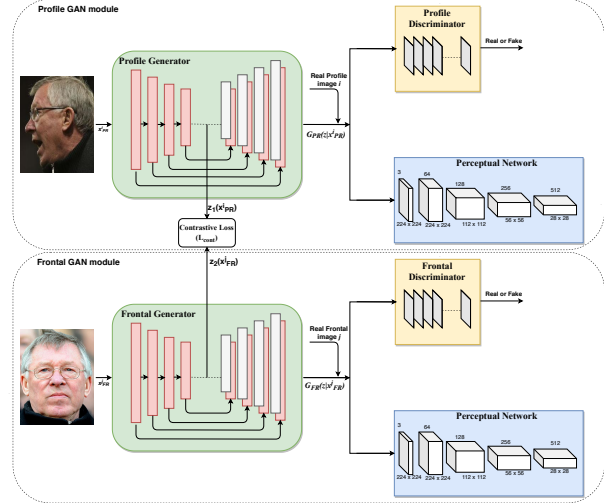 Profile GAN module
Profile Generator
x^i_PR
Real Profile
image i
G_PR(z|x^i_PR)
Profile
Discriminator
Real or Fake
Perceptual Network
3
64
128
256
512
224 x 224
224 x 224
112 x 112
56 x 56
28 x 28
z_1(x^i_PR)
Contrastive Loss
(L_cont)
z_2(x^j_FR)
Frontal GAN module
Frontal Generator
x^j_FR
Real Frontal
image j
G_FR(z|x^j_FR)
Frontal
Discriminator
Real or Fake
Perceptual Network
3
64
128
256
512
224 x 224
224 x 224
112 x 112
56 x 56
28 x 28